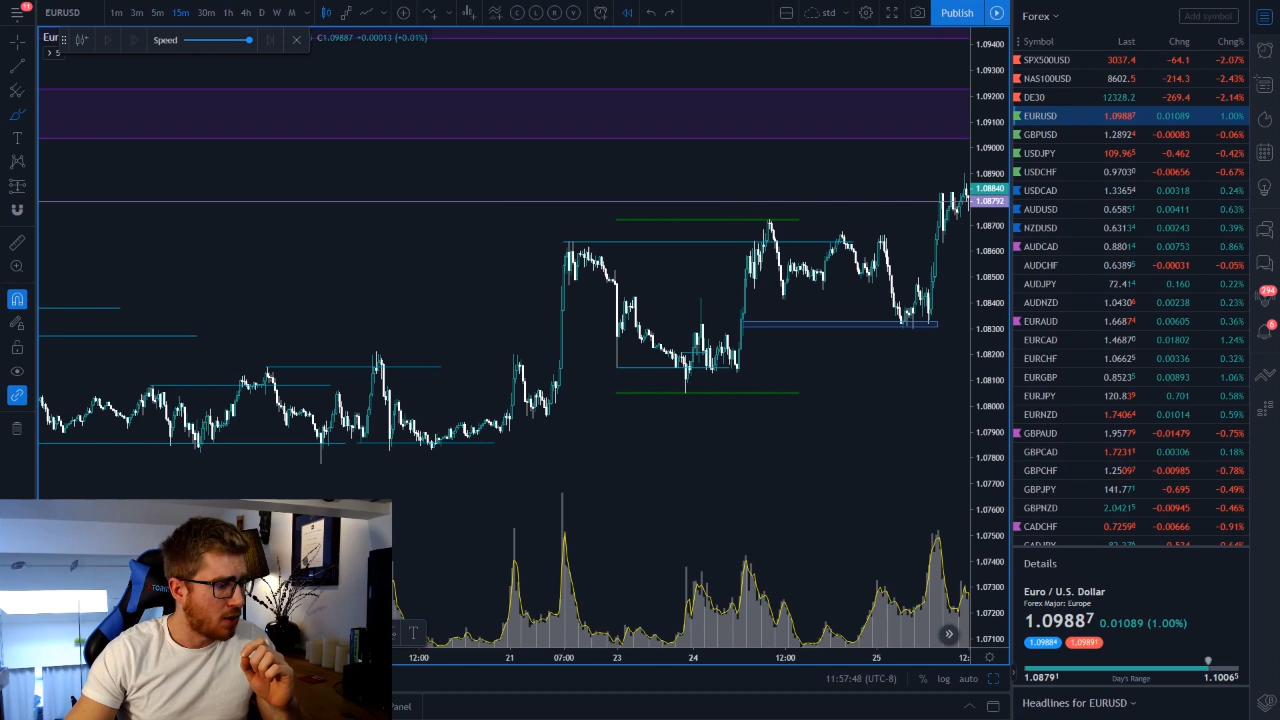 11
EURUSD
1m 3m 5m 15m 30m 1h 4h D W M
std
Publish
Forex
Add symbol
Eur
Speed
C1.09887 +0.00013 (+0.01%)
5
Symbol Last Chng Chng%
SPX500USD 3037.4 -64.1 -2.07%
NAS100USD 8602.5 -214.3 -2.43%
DE30 12328.2 -269.4 -2.14%
EURUSD 1.09887 0.01089 1.00%
GBPUSD 1.28924 -0.00083 -0.06%
USDJPY 109.965 -0.462 -0.42%
USDCHF 0.97030 -0.00656 -0.67%
USDCAD 1.33654 0.00318 0.24%
AUDUSD 0.65851 0.00411 0.63%
NZDUSD 0.63134 0.00243 0.39%
AUDCAD 0.88014 0.00753 0.86%
AUDCHF 0.63895 -0.00031 -0.05%
AUDJPY 72.414 0.160 0.22%
AUDNZD 1.04306 0.00238 0.23%
EURAUD 1.66874 0.00605 0.36%
EURCAD 1.46870 0.01802 1.24%
EURCHF 1.06625 0.00336 0.32%
EURGBP 0.85235 0.00893 1.06%
EURJPY 120.839 0.701 0.58%
EURNZD 1.74064 0.01014 0.59%
GBPAUD 1.95779 -0.01479 -0.75%
GBPCAD 1.72311 0.00306 0.18%
GBPCHF 1.25097 -0.00985 -0.78%
GBPJPY 141.771 -0.695 -0.49%
GBPNZD 2.04215 -0.00945 -0.46%
CADCHF 0.72598 -0.00666 -0.91%
294
6
1.09400
1.09300
1.09200
1.09100
1.09000
1.08900
1.08840
1.08792
1.08700
1.08600
1.08500
1.08400
1.08300
1.08200
1.08100
1.08000
1.07900
1.07800
1.07700
1.07600
1.07500
1.07400
1.07300
1.07200
1.07100
12:00 21 07:00 23 24 12:00 25 12:
11:57:48 (UTC-8) % log auto
anel
Details
Euro / U.S. Dollar
Forex Major: Europe
1.09887 0.01089 (1.00%)
1.09884 1.09891
1.08791 Day's Range 1.10065
Headlines for EURUSD